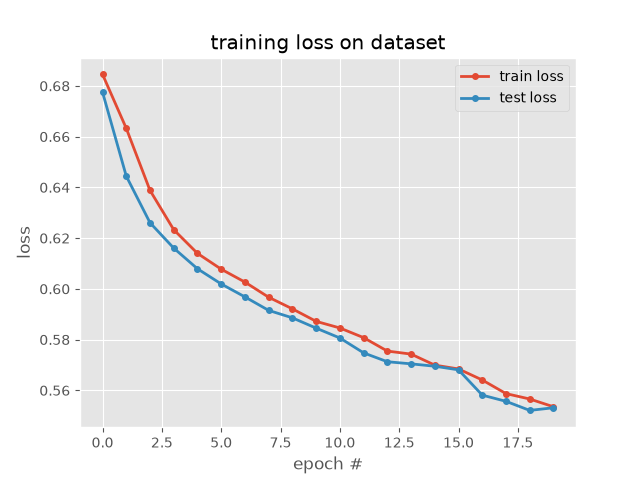 training loss on dataset
train loss
test loss
0.68
0.66
0.64
0.62
0.60
0.58
0.56
loss
0.0 2.5 5.0 7.5 10.0 12.5 15.0 17.5
epoch #